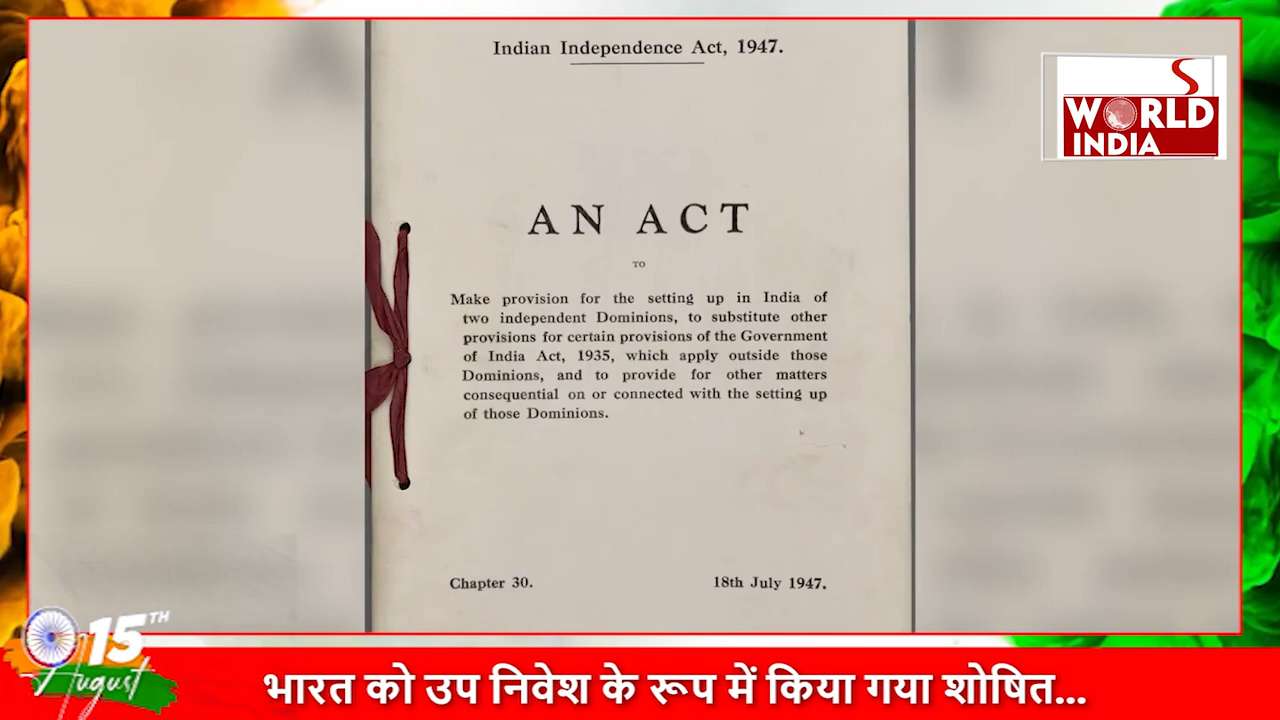 Indian Independence Act, 1947.
WORLD
INDIA
AN ACT
TO
Make provision for the setting up in India of
two independent Dominions, to substitute other
provisions for certain provisions of the Government
of India Act, 1935, which apply outside those
Dominions, and to provide for other matters
consequential on or connected with the setting up
of those Dominions.
Chapter 30.
18th July 1947.
15TH
August
भारत को उप निवेश के रूप में किया गया शोषित...